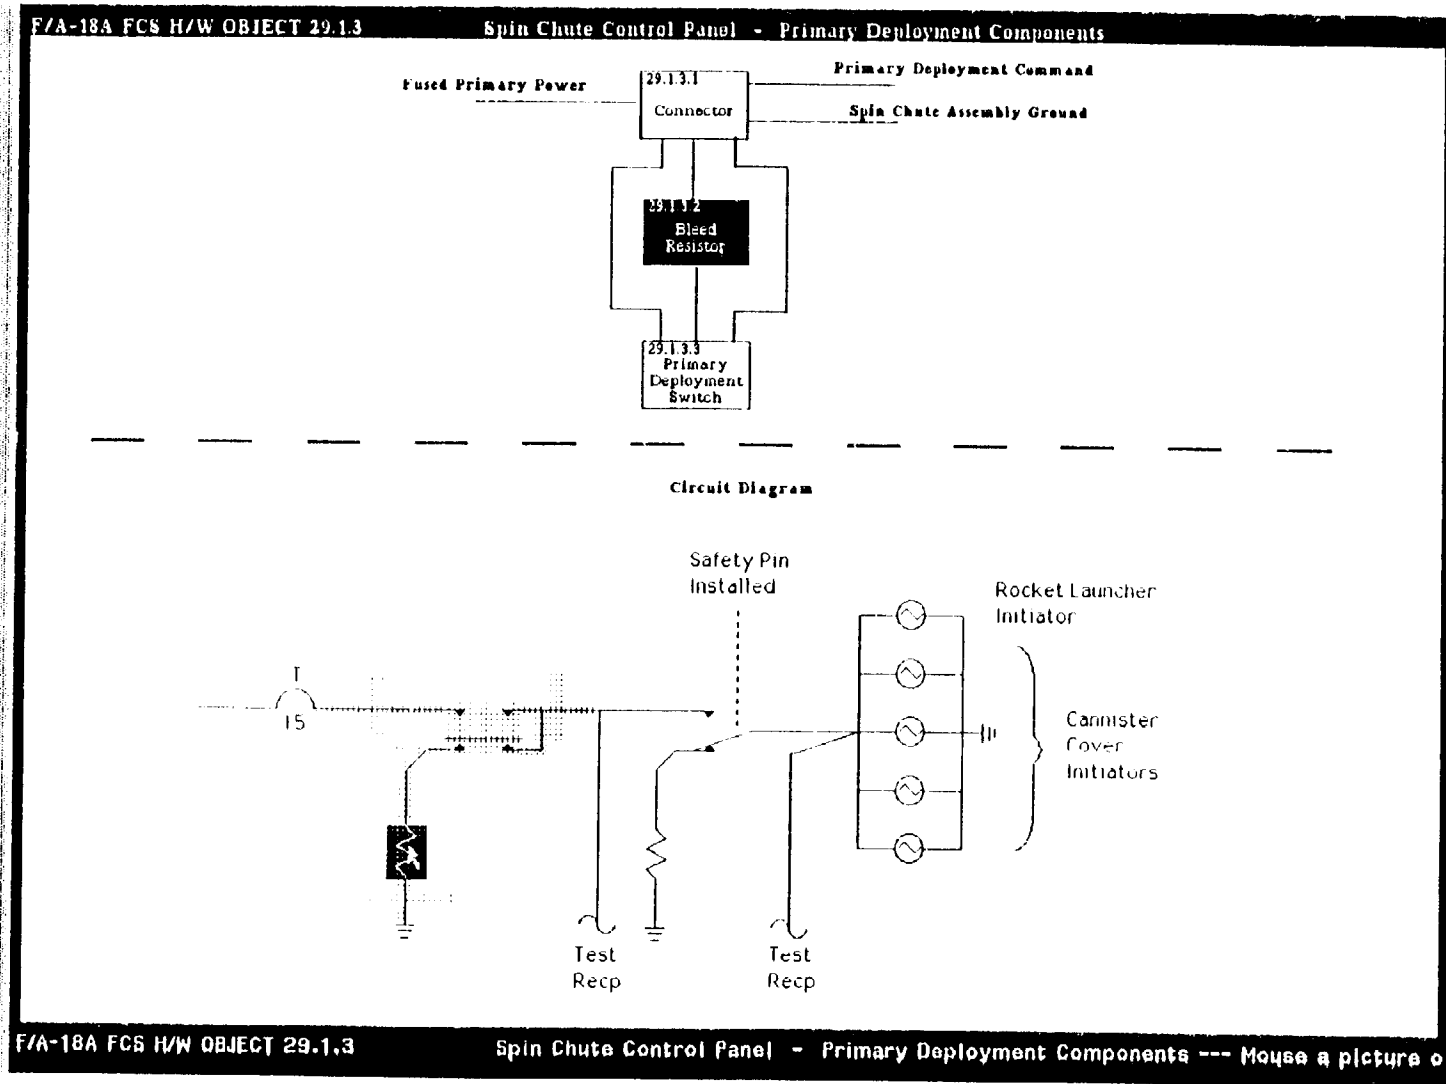 F/A-18A FCS H/W OBJECT 29.1.3 Spin Chute Control Panel - Primary Deployment Components
Fused Primary Power
29.1.3.1
Connector
Primary Deployment Command
Spin Chute Assembly Ground
29.1.3.2
Bleed
Resistor
29.1.3.3
Primary
Deployment
Switch
Circuit Diagram
Safety Pin
Installed
Rocket Launcher
Initiator
T
15
Cannister
Cover
Initiators
Test
Recp
Test
Recp
F/A-18A FCS H/W OBJECT 29.1.3 Spin Chute Control Panel - Primary Deployment Components --- Mouse a picture o